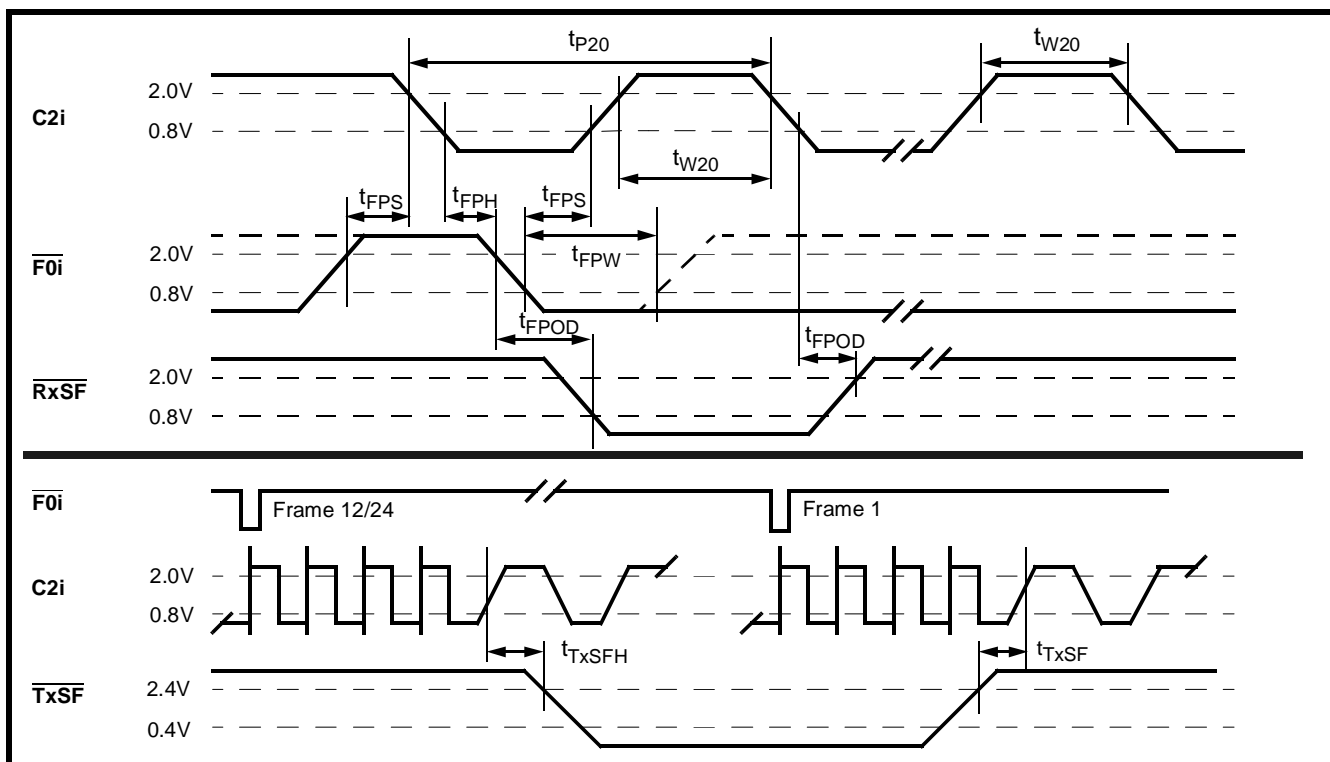 tP20
tW20
C2i
2.0V
0.8V
tW20
tFPS
tFPH
tFPS
F0i
2.0V
0.8V
tFPW
tFPOD
tFPOD
RxSF
2.0V
0.8V
F0i
Frame 12/24
Frame 1
C2i
2.0V
0.8V
tTxSFH
tTxSF
TxSF
2.4V
0.4V